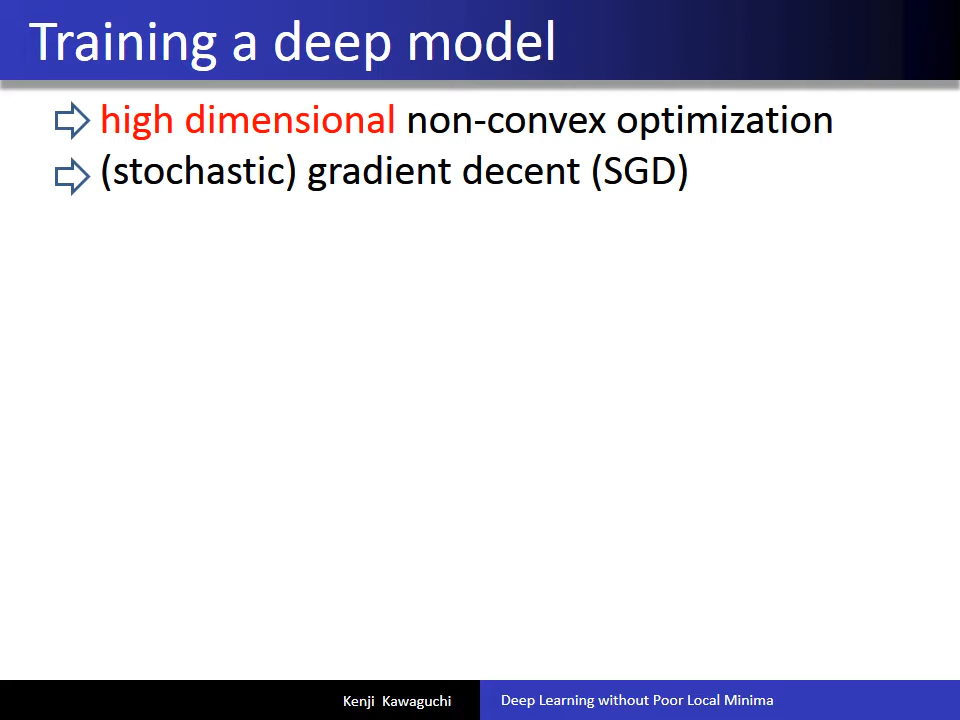 Training a deep model
high dimensional non-convex optimization
(stochastic) gradient decent (SGD)
Kenji Kawaguchi
Deep Learning without Poor Local Minima